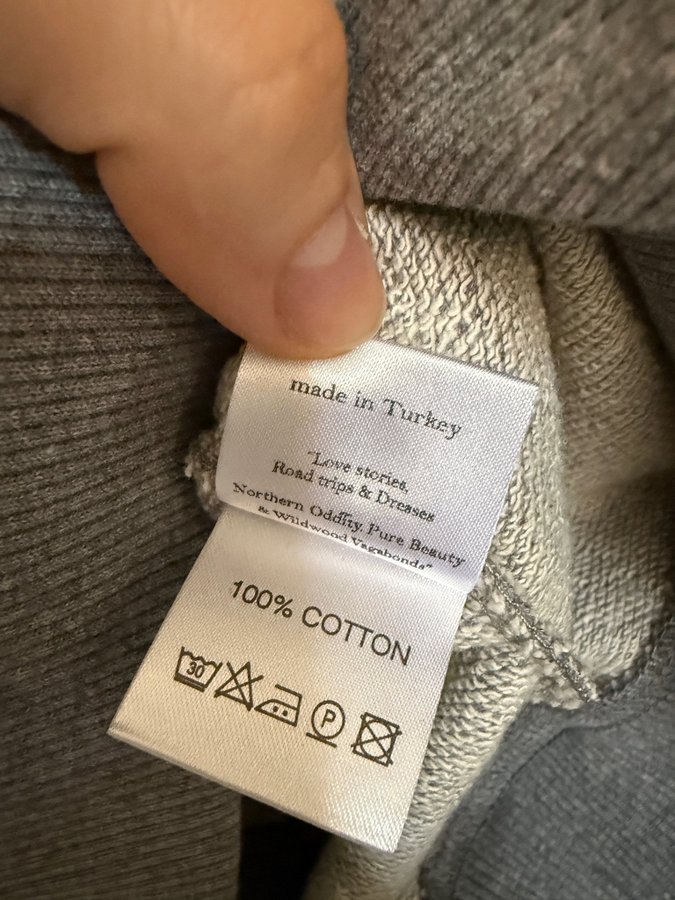 made in Turkey
"Love stories,
Road trips & Dresses
Northern Oddity, Pure Beauty
& Wildwood Vagabonds"
100% COTTON
30
P